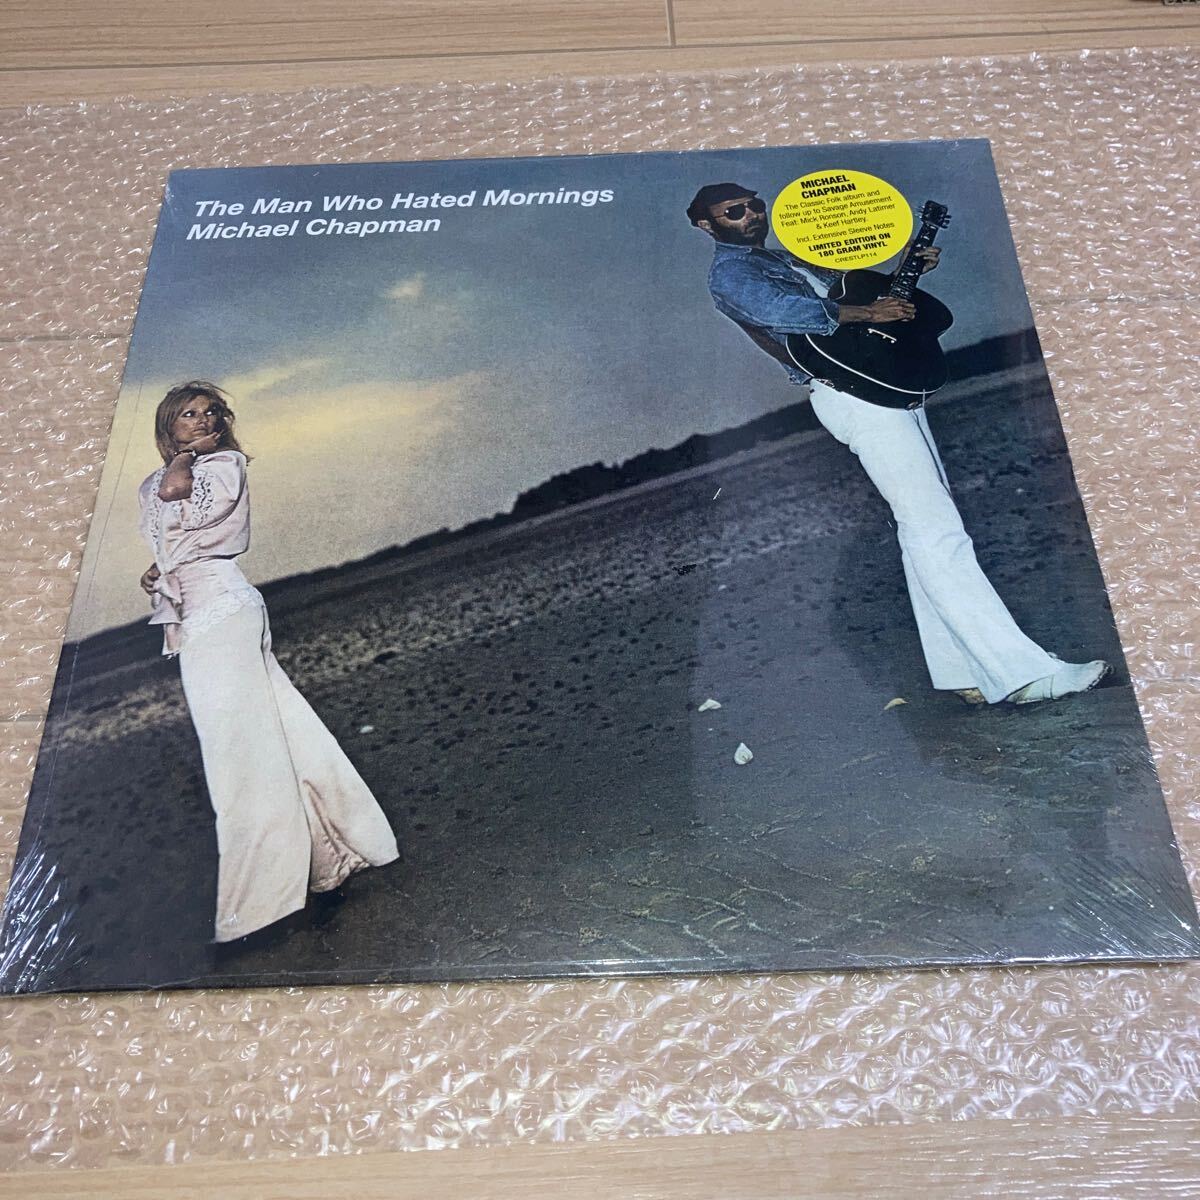 The Man Who Hated Mornings
Michael Chapman
MICHAEL
CHAPMAN
The Classic Folk album and
follow up to Savage Amusement
Feat. Mick Ronson, Andy Latimer
& Keef Hartley.
Incl. Extensive Sleeve Notes
LIMITED EDITION ON
180 GRAM VINYL
CRESTLP114